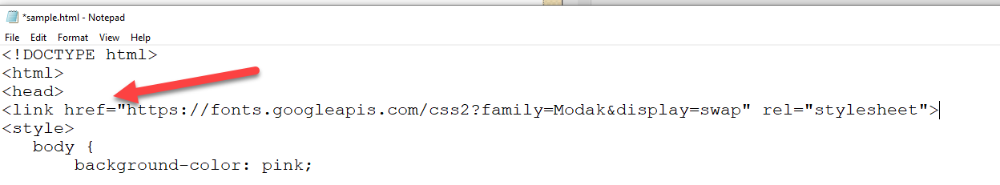 *sample.html - Notepad
File Edit Format View Help
<!DOCTYPE html>
<html>
<head>
<link href="https://fonts.googleapis.com/css2?family=Modak&display=swap" rel="stylesheet">
<style>
body {
background-color: pink;